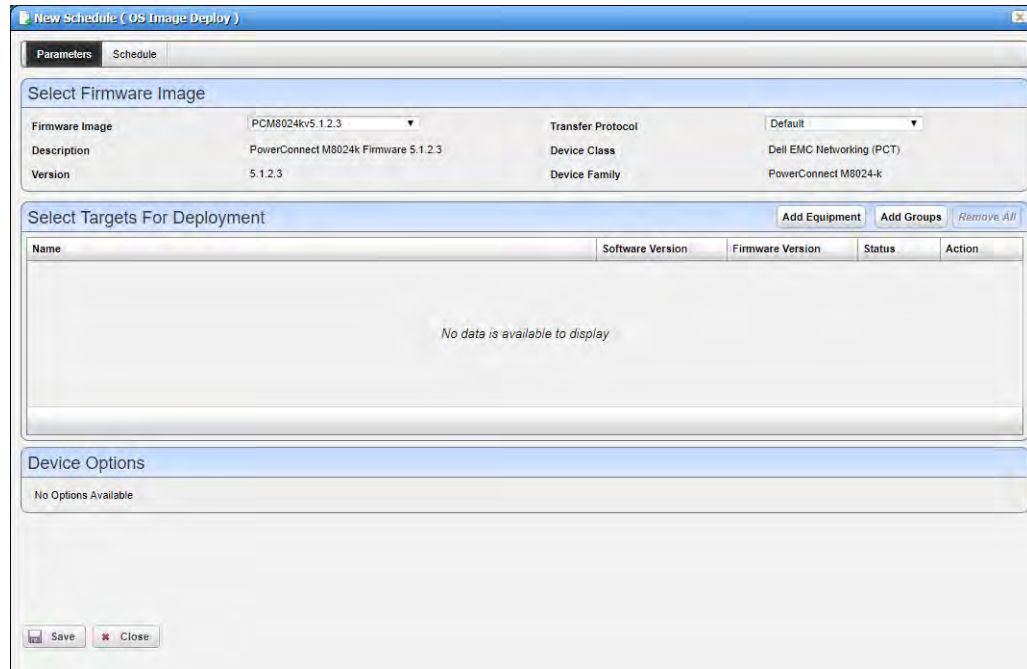 New Schedule ( OS Image Deploy )
Parameters Schedule
Select Firmware Image
Firmware Image PCM8024kv5.1.2.3 Transfer Protocol Default
Description PowerConnect M8024k Firmware 5.1.2.3 Device Class Dell EMC Networking (PCT)
Version 5.1.2.3 Device Family PowerConnect M8024-k
Select Targets For Deployment Add Equipment Add Groups Remove All
Name Software Version Firmware Version Status Action
No data is available to display
Device Options
No Options Available
Save Close